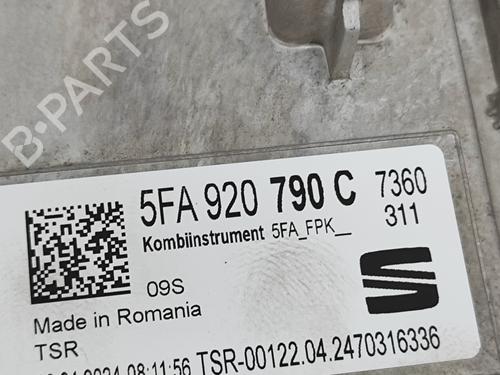 B-PARTS
5FA 920 790 C 7360
Kombiinstrument 5FA_FPK__ 311
09S
Made in Romania
TSR
2024 08:11:56 TSR-00122.04.2470316336